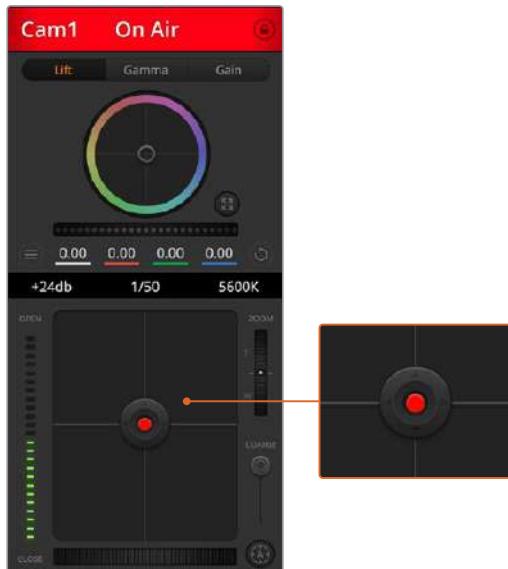 Cam1 On Air
Lift Gamma Gain
0.00 0.00 0.00 0.00
+24db 1/50 5600K
OPEN ZOOM
T
W
COARSE
CLOSE
A